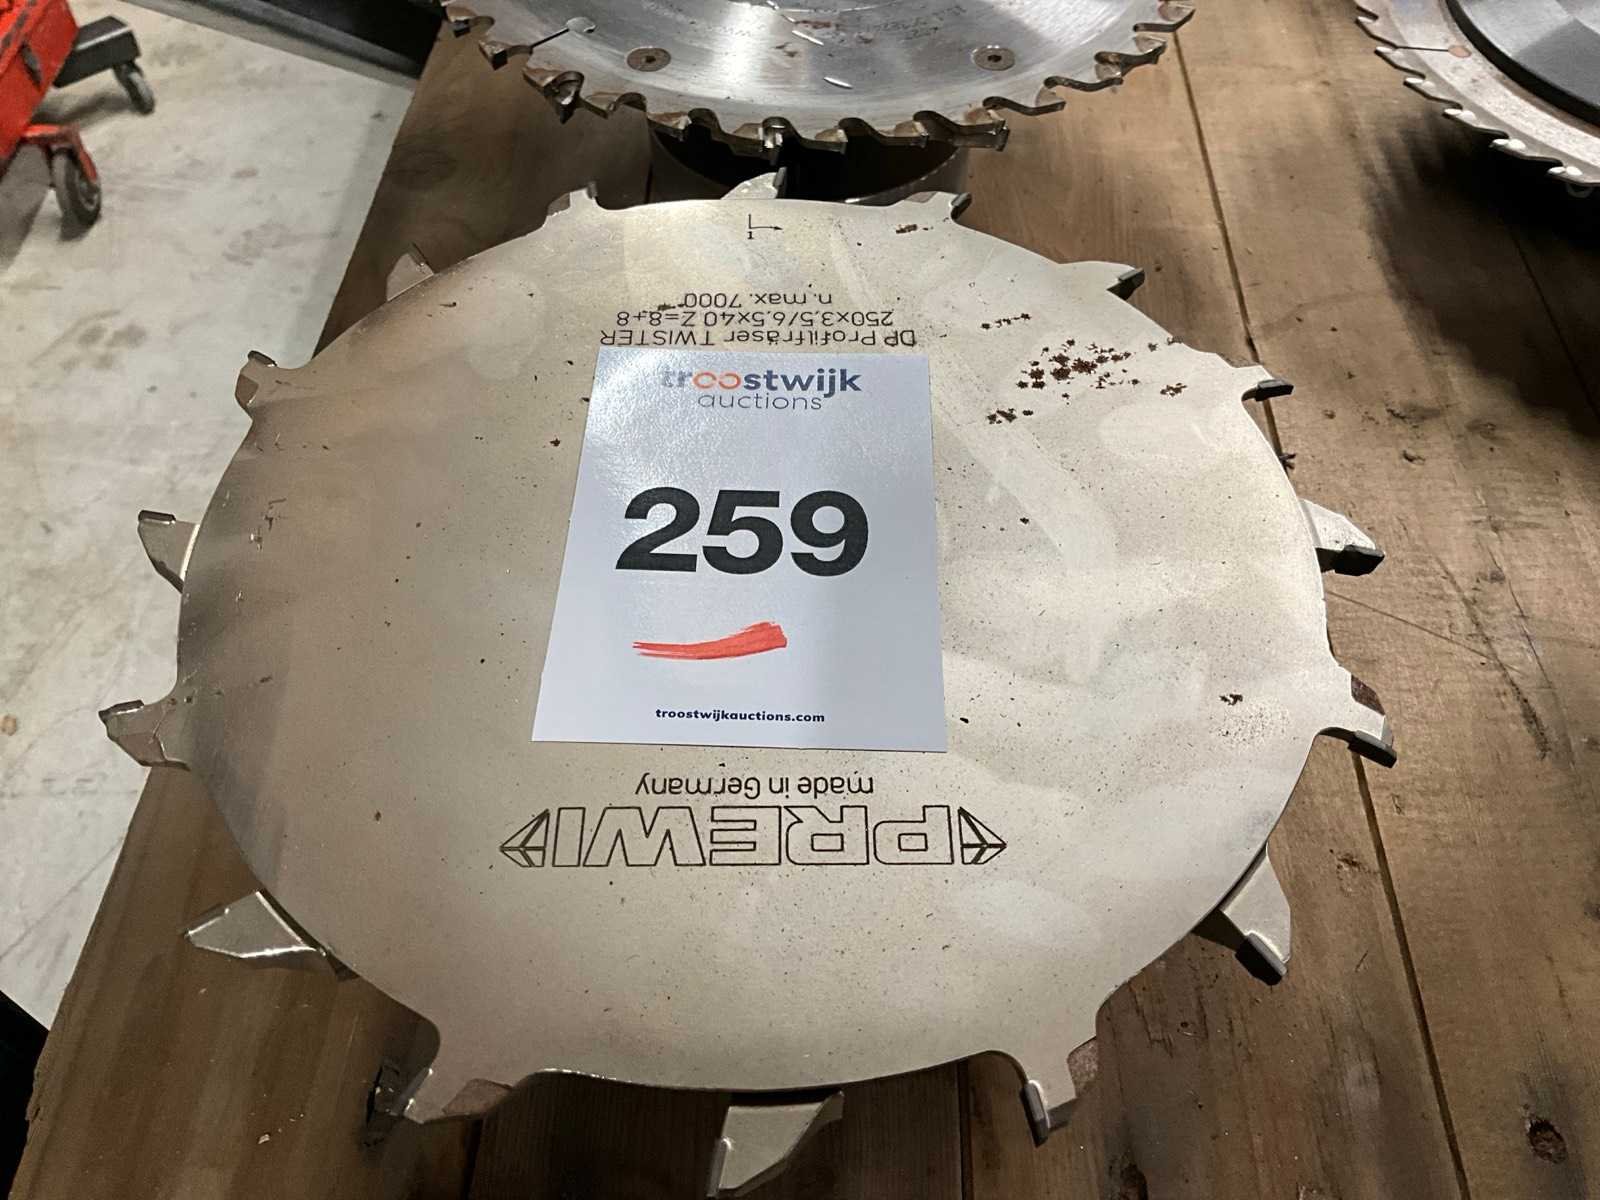 1
n. max. 7000
250x3,5/6,5x40 Z=8+8
DP Profilfräser TWISTER
troostwijk
auctions
259
troostwijkauctions.com
made in Germany
PREWI